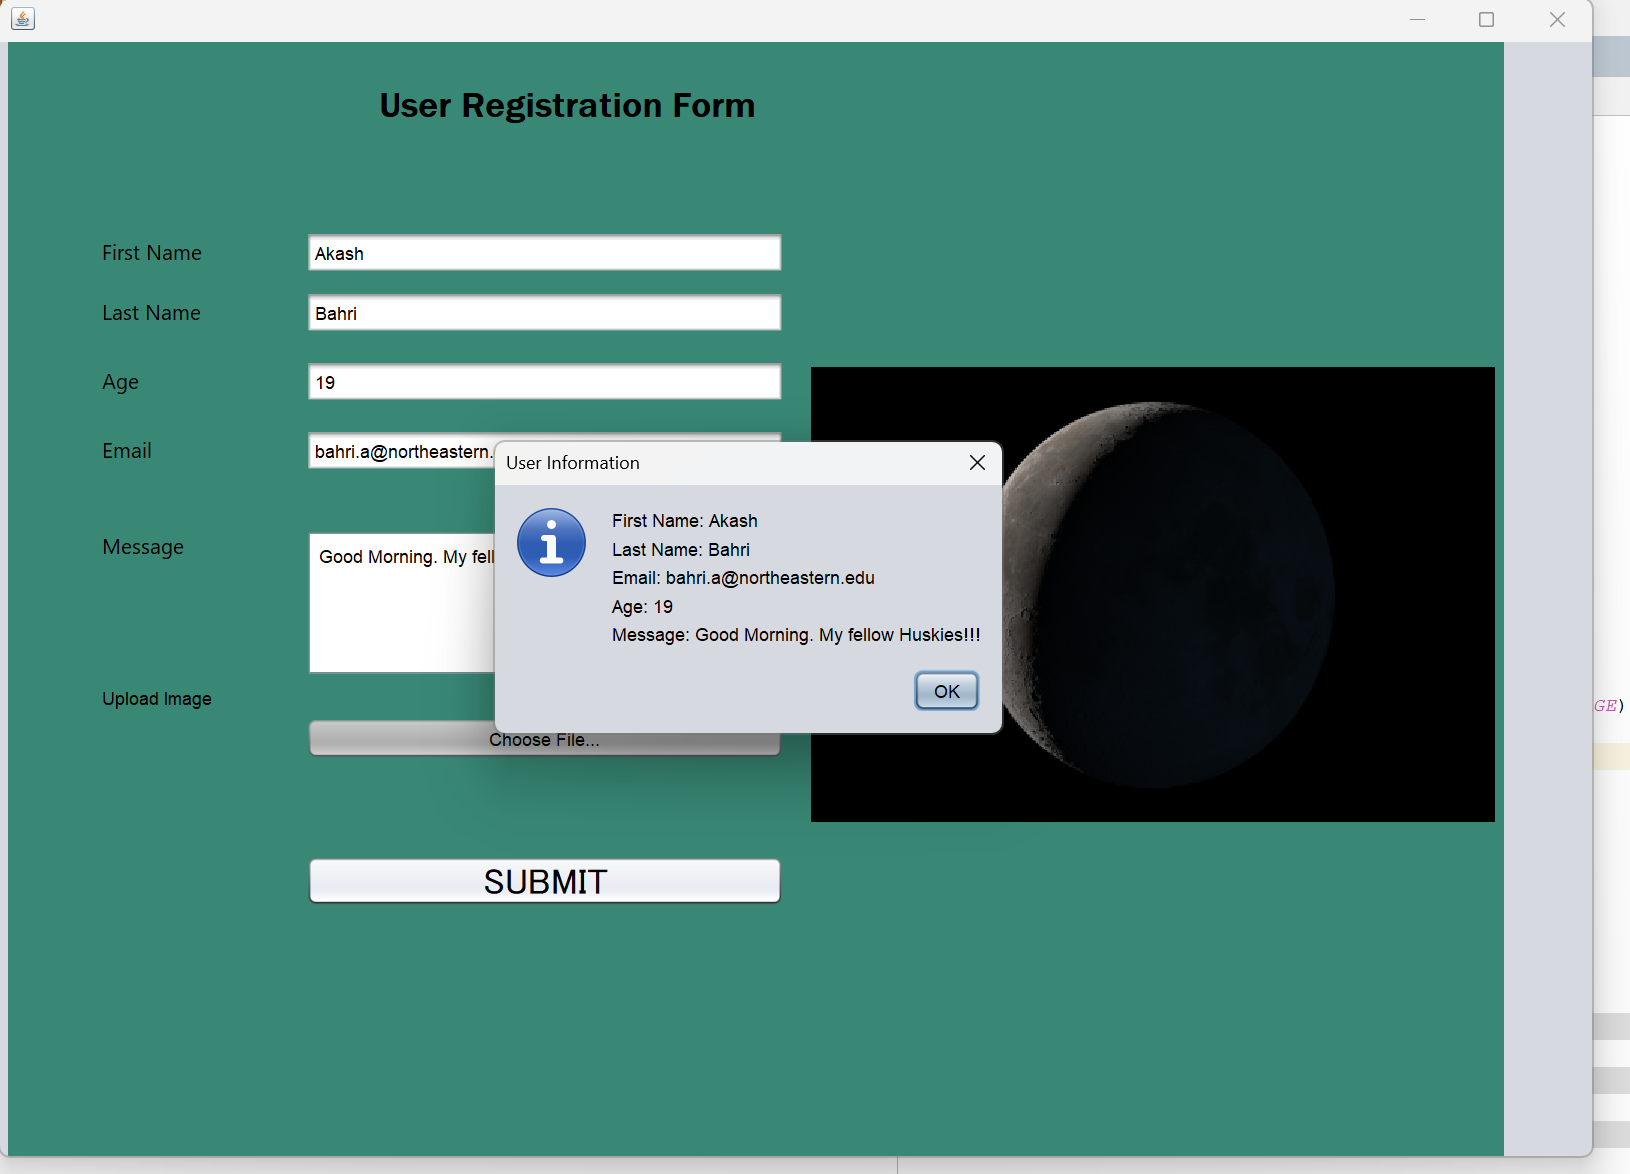 User Registration Form
First Name
Akash
Last Name
Bahri
Age
19
Email
bahri.a@northeastern.
Message
Good Morning. My fell
Upload Image
Choose File...
SUBMIT
User Information
First Name: Akash
Last Name: Bahri
Email: bahri.a@northeastern.edu
Age: 19
Message: Good Morning. My fellow Huskies!!!
OK
GE)